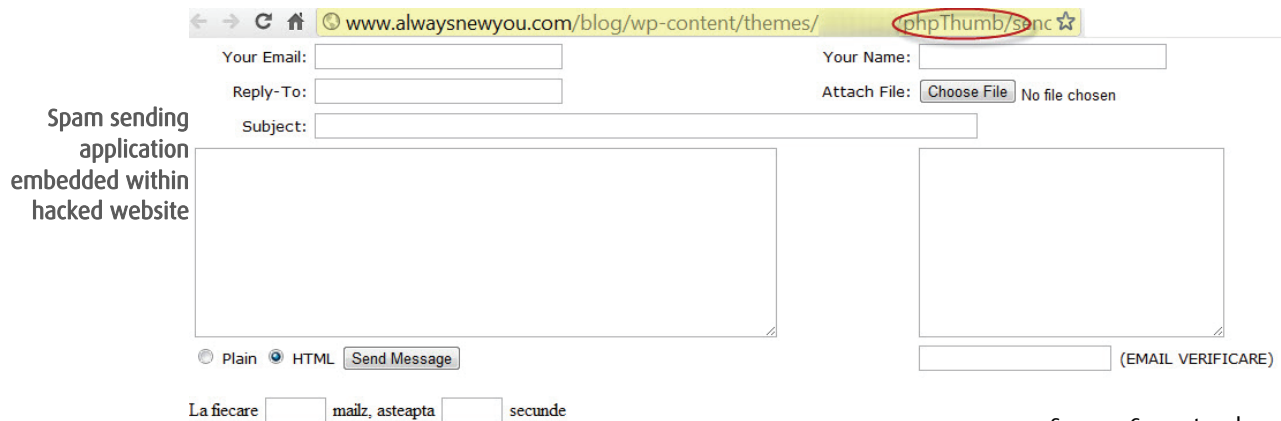 www.alwaysnewyou.com/blog/wp-content/themes/ /phpThumb/senc
Your Email:
Your Name:
Reply-To:
Attach File: Choose File No file chosen
Subject:
Spam sending
application
embedded within
hacked website
Plain HTML Send Message
(EMAIL VERIFICARE)
La fiecare mailz, asteapta secunde